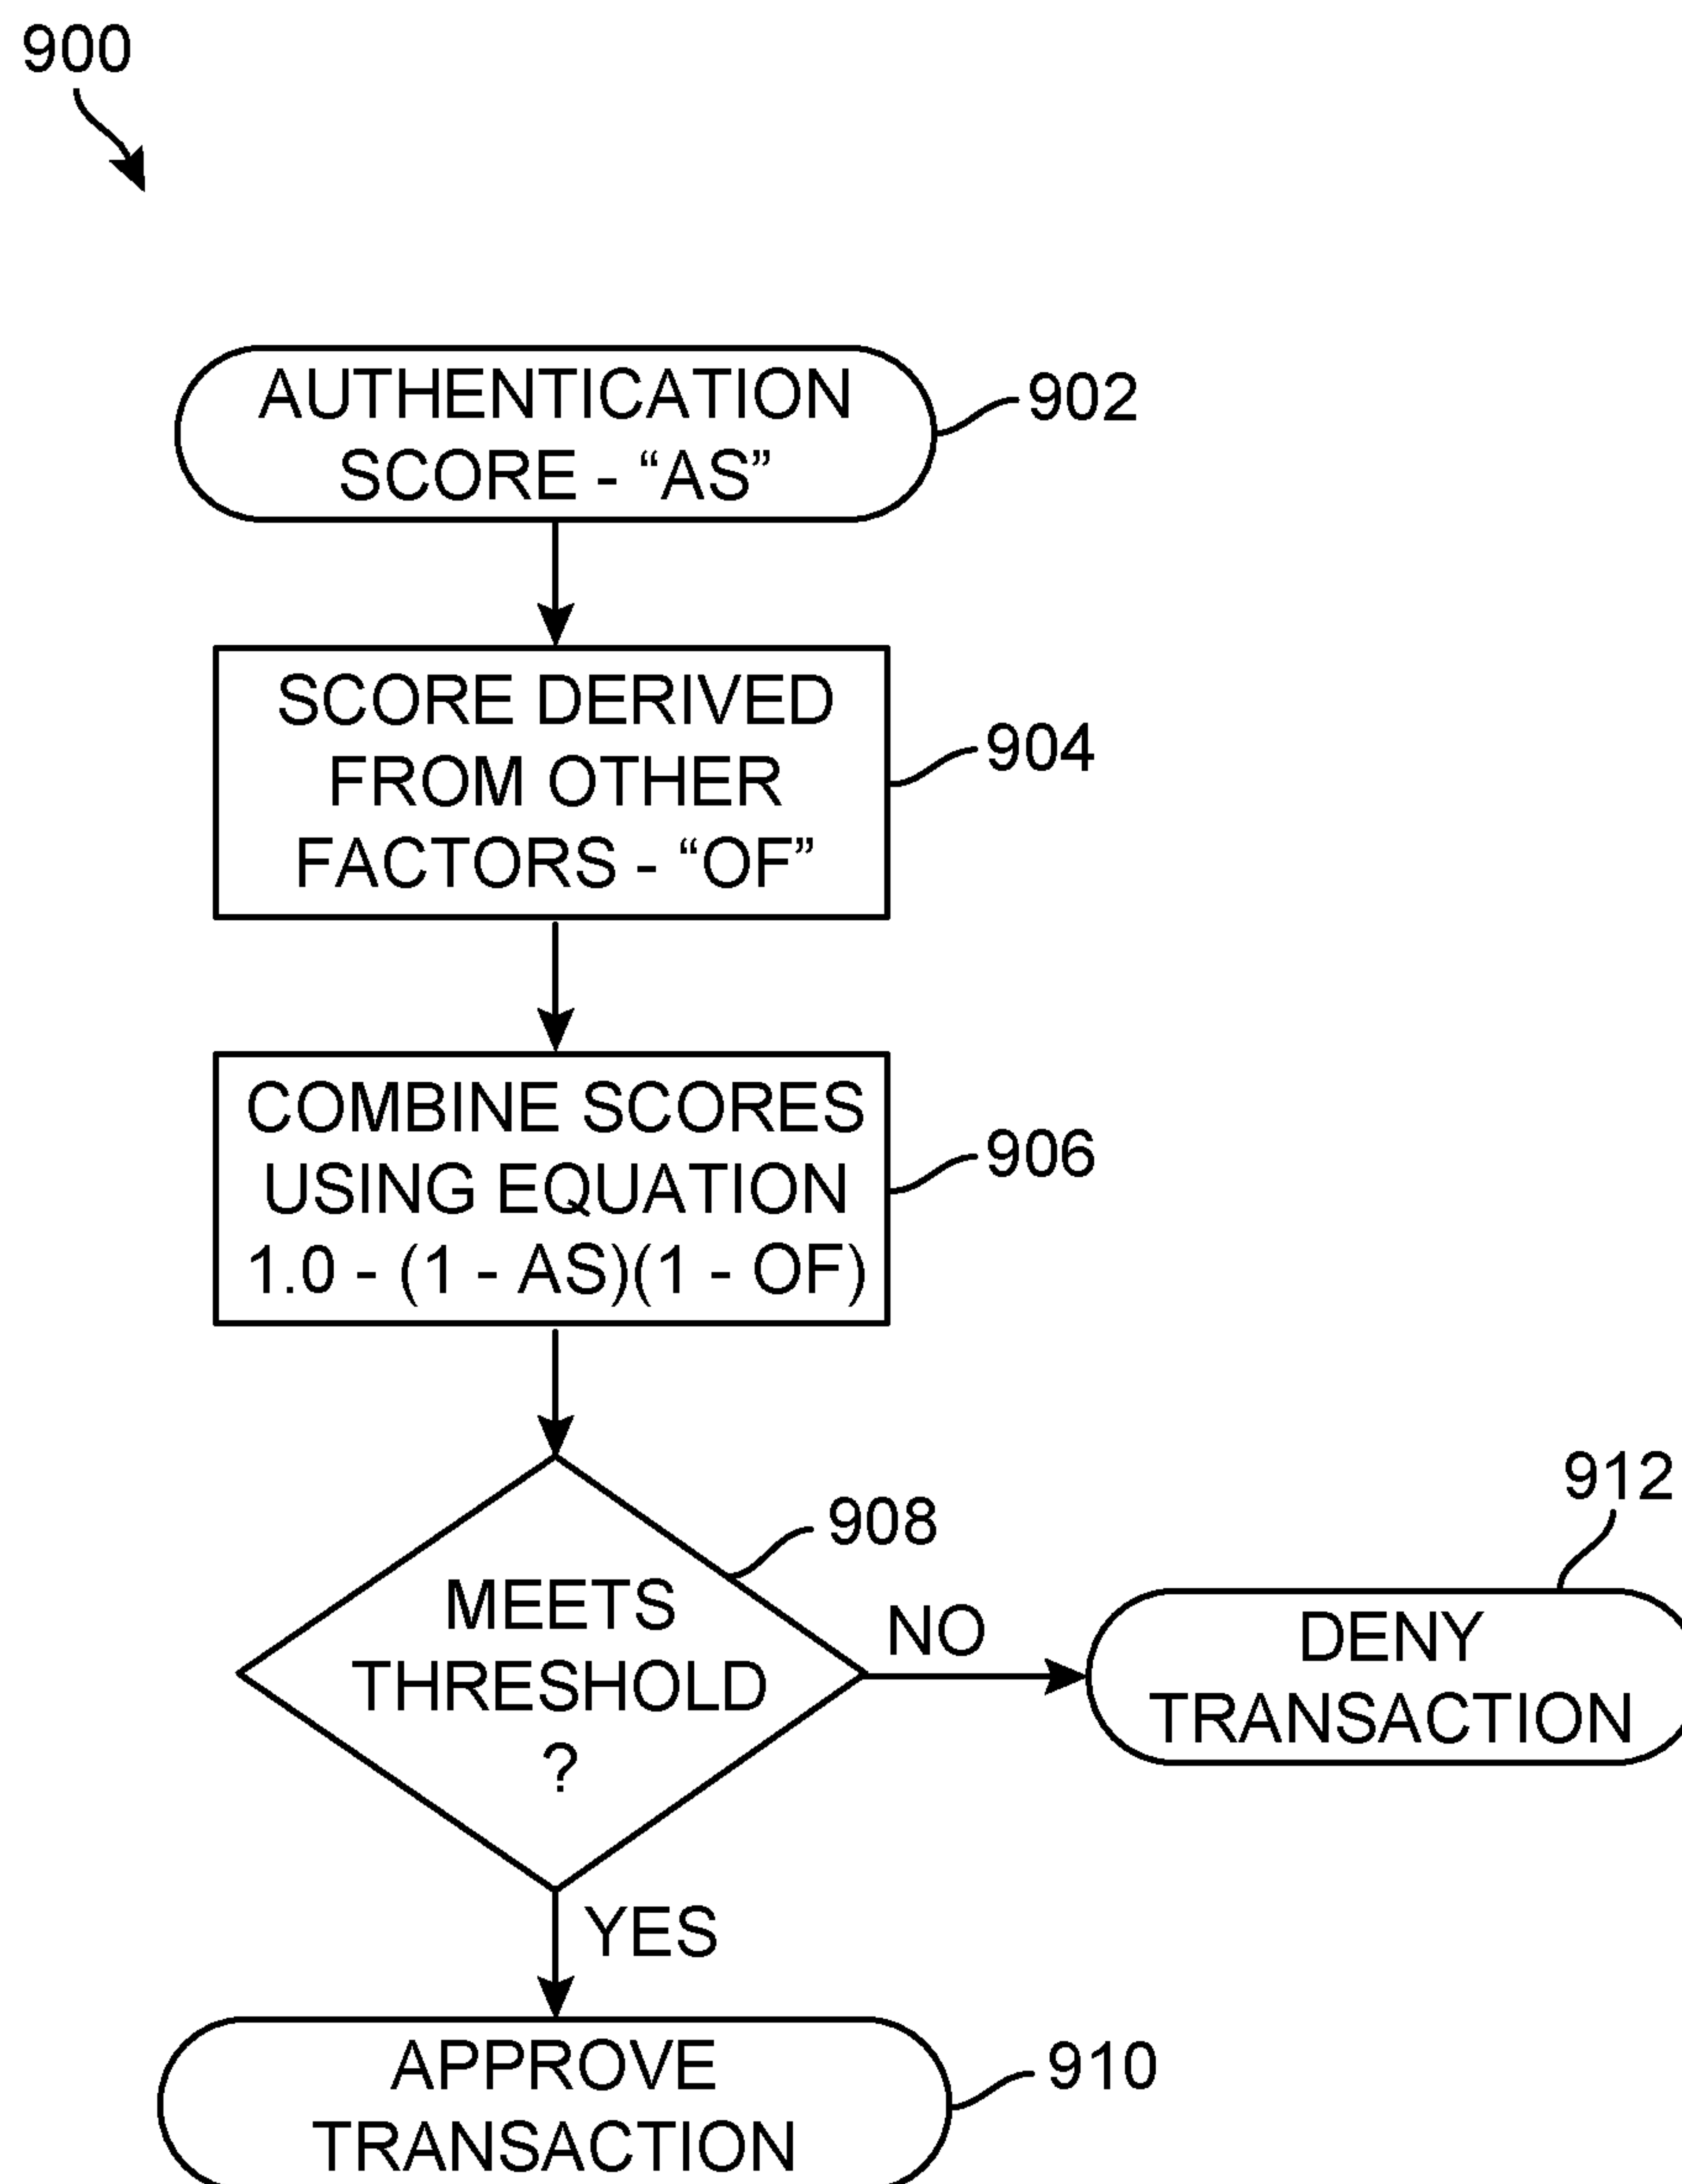 900
AUTHENTICATION
SCORE - “AS”
902
SCORE DERIVED
FROM OTHER
FACTORS - “OF”
904
COMBINE SCORES
USING EQUATION
1.0 - (1 - AS)(1 - OF)
906
MEETS
THRESHOLD
?
908
NO
912
DENY
TRANSACTION
YES
APPROVE
TRANSACTION
910